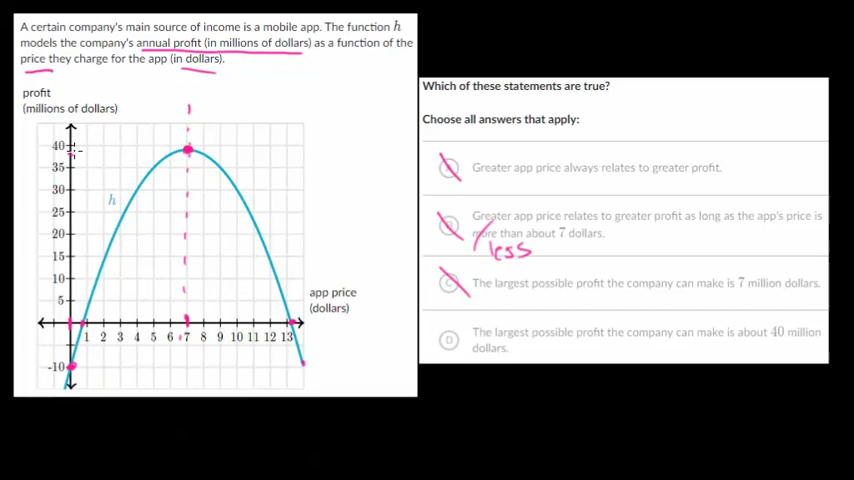 A certain company's main source of income is a mobile app. The function h
models the company's annual profit (in millions of dollars) as a function of the
price they charge for the app (in dollars).
profit
(millions of dollars)
40
35
30
25
20
15
10
5
-10
h
1 2 3 4 5 6 7 8 9 10 11 12 13
app price
(dollars)
Which of these statements are true?
Choose all answers that apply:
A Greater app price always relates to greater profit.
B Greater app price relates to greater profit as long as the app's price is
more than about 7 dollars.
less
C The largest possible profit the company can make is 7 million dollars.
D The largest possible profit the company can make is about 40 million
dollars.